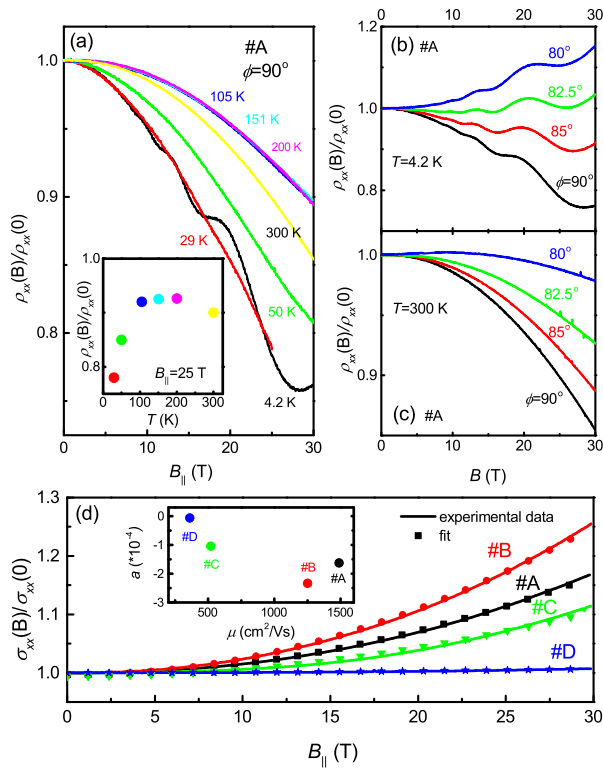 (a)
#A
ϕ=90°
105 K
151 K
200 K
300 K
29 K
50 K
4.2 K
1.0
0.9
0.8
ρxx(B)/ρxx(0)
0
10
20
30
B|| (T)
0.8
ρxx(B)/ρxx(0)
B||=25 T
0
100
200
300
T (K)
0
10
20
30
(b)
#A
80°
82.5°
85°
ϕ=90°
T=4.2 K
1.2
1.0
0.8
ρxx(B)/ρxx(0)
80°
82.5°
85°
ϕ=90°
T=300 K
(c)
#A
1.0
0.9
ρxx(B)/ρxx(0)
0
10
20
30
B (T)
(d)
experimental data
fit
#B
#A
#C
#D
1.3
1.2
1.1
1.0
σxx(B)/σxx(0)
0
5
10
15
20
25
30
B|| (T)
0
-1
-2
-3
a (*10-4)
#D
#C
#B
#A
500
1000
1500
μ (cm2/Vs)